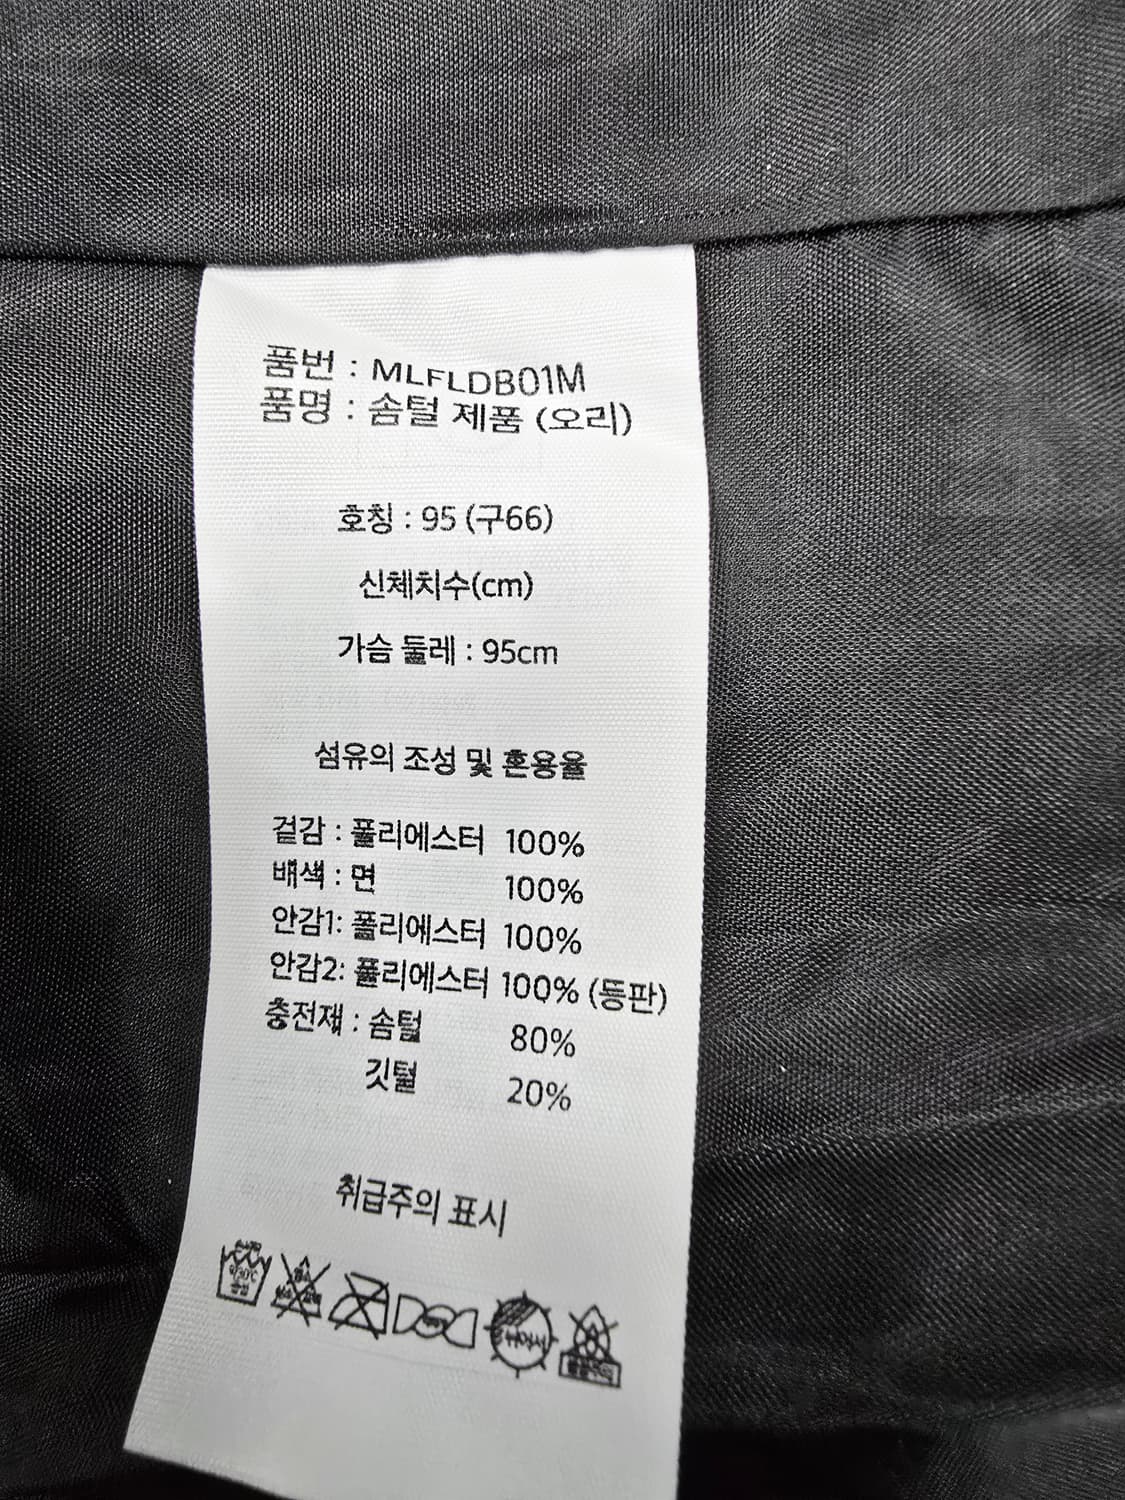 품번 : MLFLDB01M
품명 : 솜털 제품 (오리)
호칭 : 95 (구66)
신체치수(cm)
가슴 둘레 : 95cm
섬유의 조성 및 혼용율
겉감 : 폴리에스터 100%
배색 : 면 100%
안감1: 폴리에스터 100%
안감2: 폴리에스터 100% (등판)
충전재 : 솜털 80%
깃털 20%
취급주의 표시